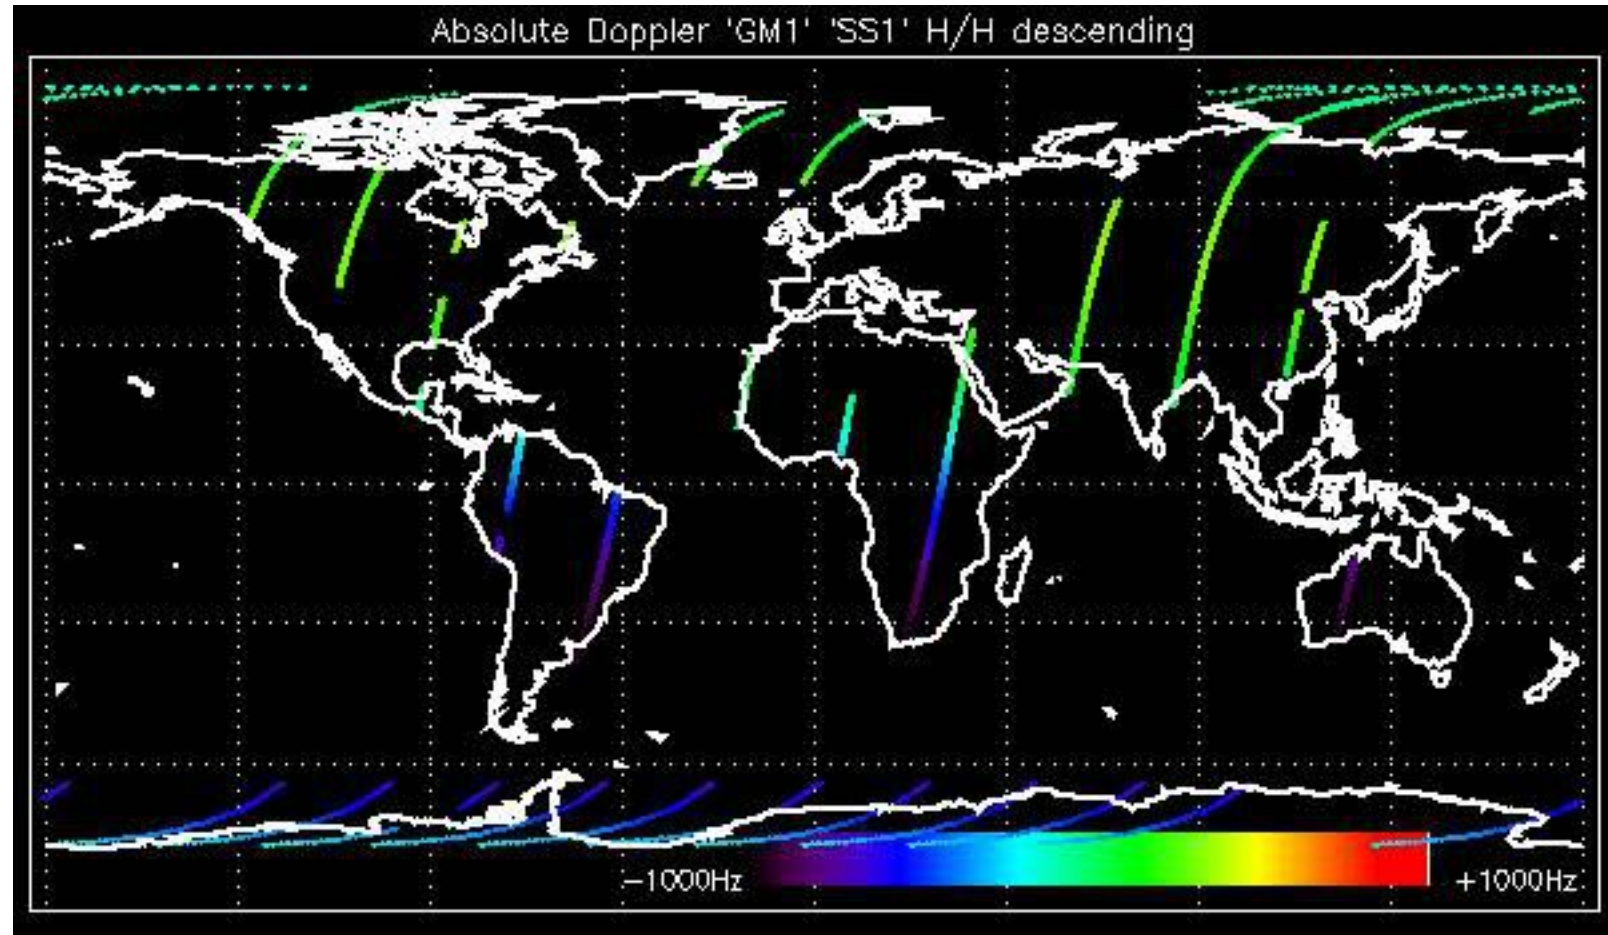 Absolute Doppler 'GM1' 'SS1' H/H descending
−1000Hz
+1000Hz